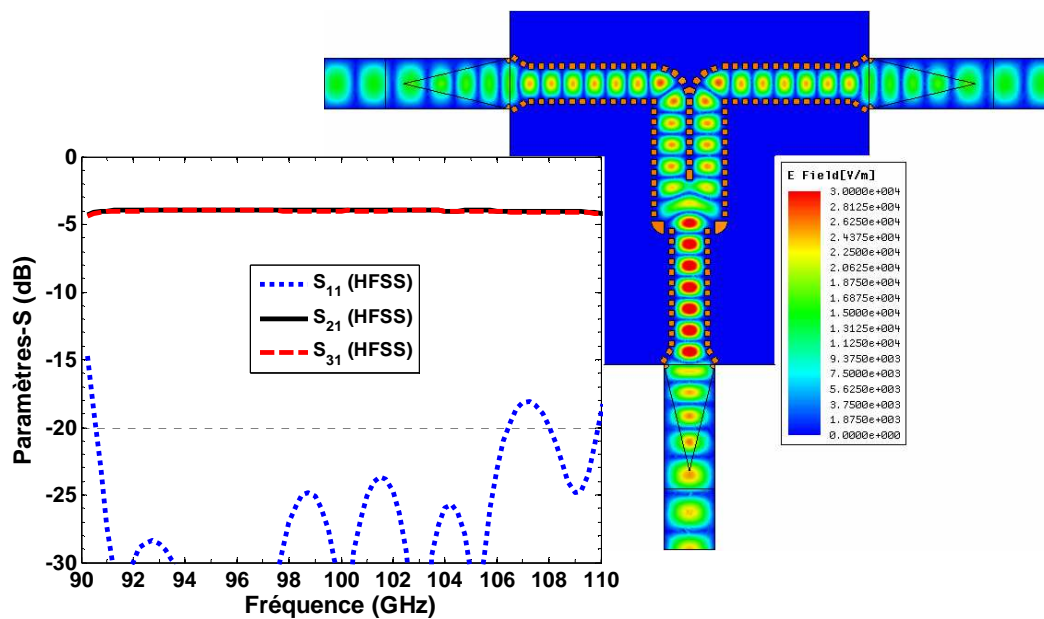 0
-5
-10
-15
-20
-25
-30
Paramètres-S (dB)
S11 (HFSS)
S21 (HFSS)
S31 (HFSS)
90 92 94 96 98 100 102 104 106 108 110
Fréquence (GHz)
E Field[V/m]
3.0000e+004
2.8125e+004
2.6250e+004
2.4375e+004
2.2500e+004
2.0625e+004
1.8750e+004
1.6875e+004
1.5000e+004
1.3125e+004
1.1250e+004
9.3750e+003
7.5000e+003
5.6250e+003
3.7500e+003
1.8750e+003
0.0000e+000